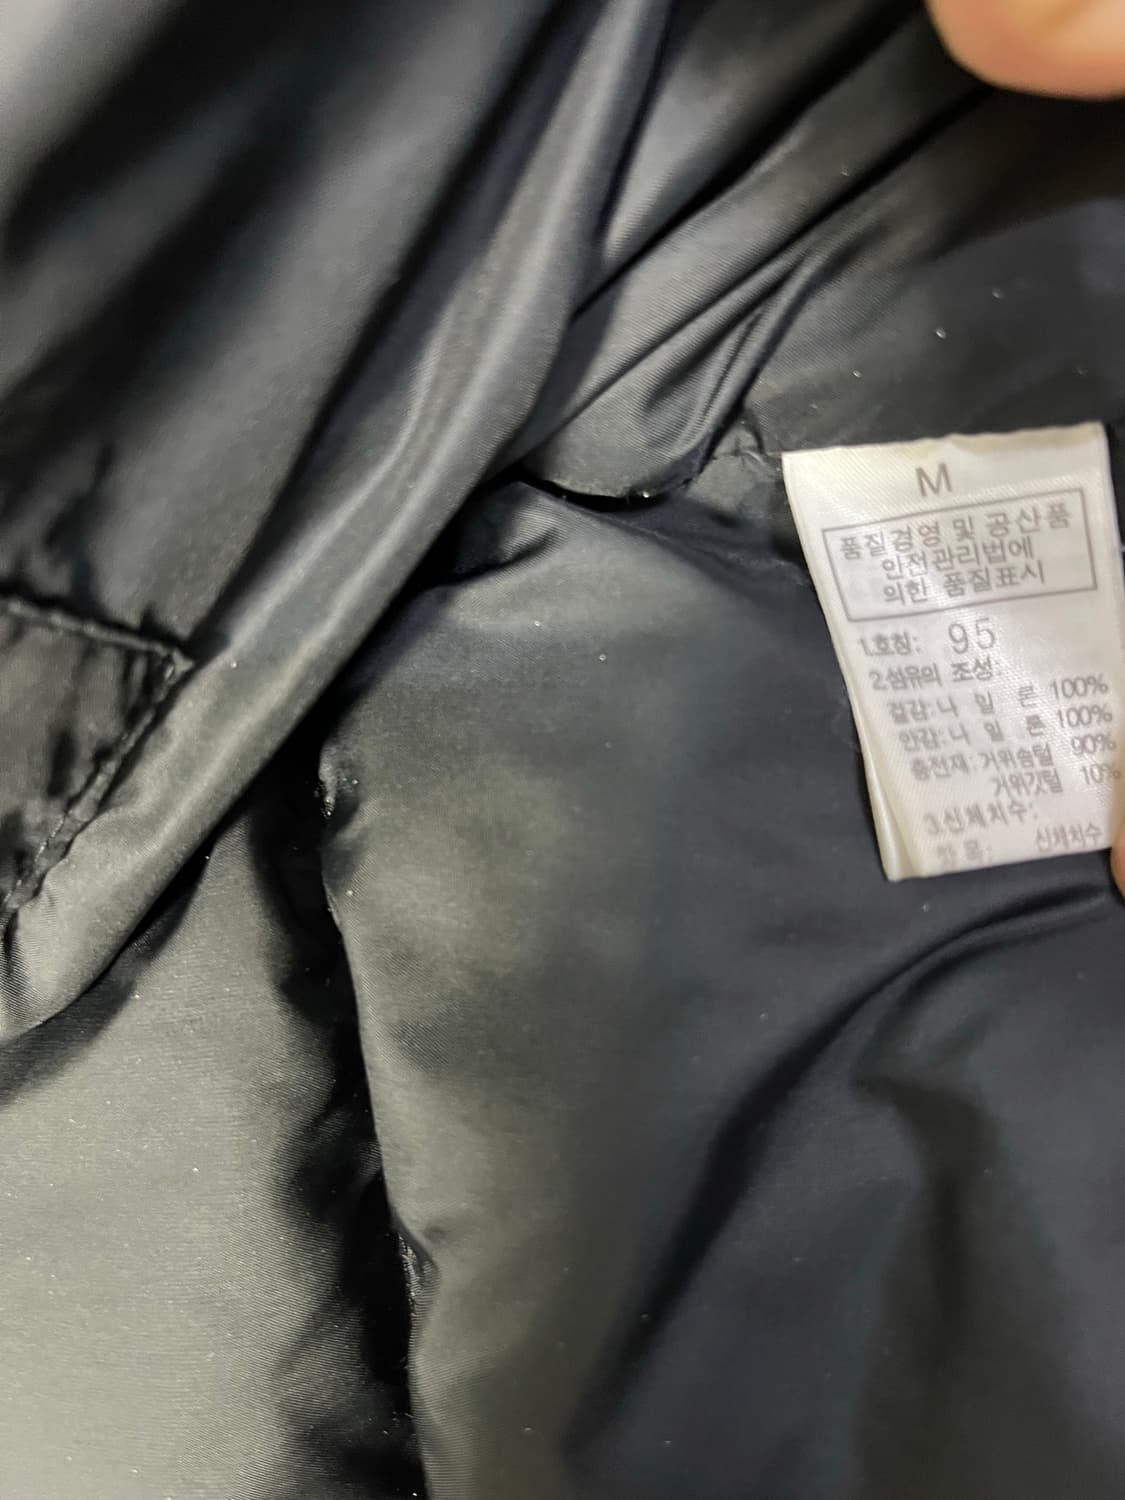 M
품질경영 및 공산품
안전관리법에
의한 품질표시
1.호칭: 95
2.섬유의 조성:
겉감:나 일 론 100%
안감:나 일 론 100%
충전재:거위솜털 90%
거위깃털 10%
3.신체치수:
항 목: 신체치수